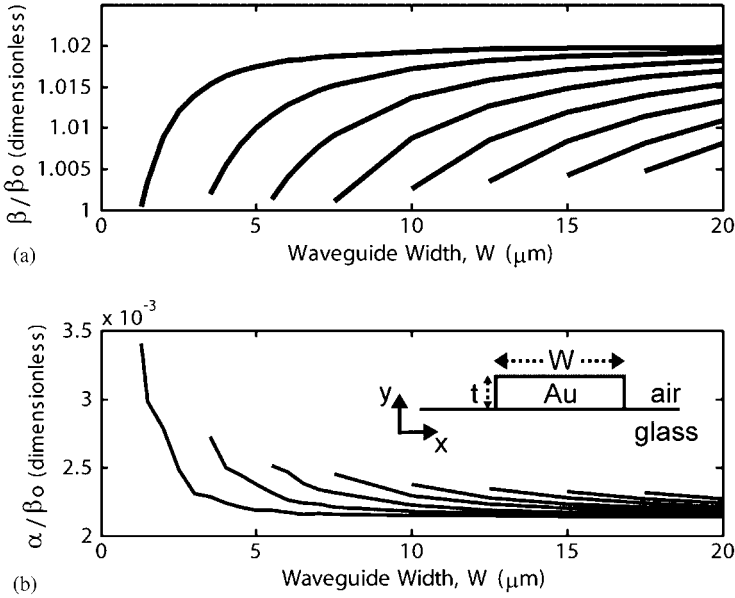 (a)
β/βo (dimensionless)
1.02
1.015
1.01
1.005
1
0 5 10 15 20
Waveguide Width, W (μm)
(b)
α/βo (dimensionless)
x 10⁻³
3.5
3
2.5
2
W
t
Au
air
glass
y
x
0 5 10 15 20
Waveguide Width, W (μm)